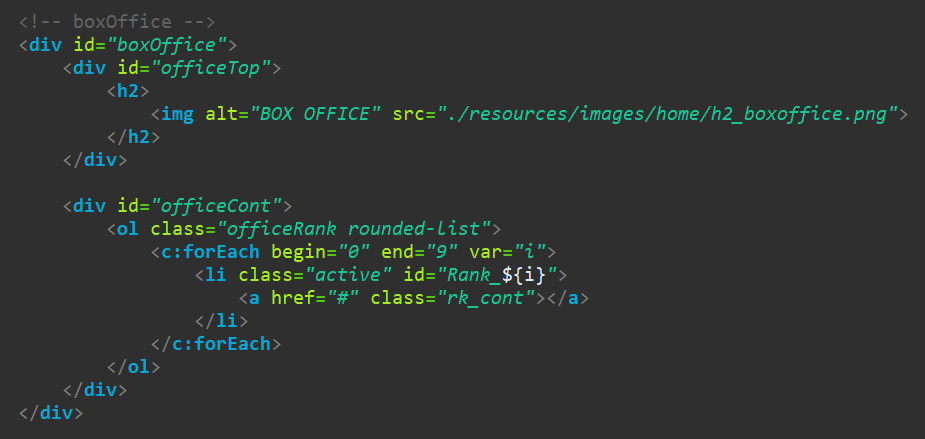 <!-- boxOffice -->
<div id="boxOffice">
    <div id="officeTop">
        <h2>
            <img alt="BOX OFFICE" src="./resources/images/home/h2_boxoffice.png">
        </h2>
    </div>

    <div id="officeCont">
        <ol class="officeRank rounded-list">
            <c:forEach begin="0" end="9" var="i">
                <li class="active" id="Rank_${i}">
                    <a href="#" class="rk_cont"></a>
                </li>
            </c:forEach>
        </ol>
    </div>
</div>